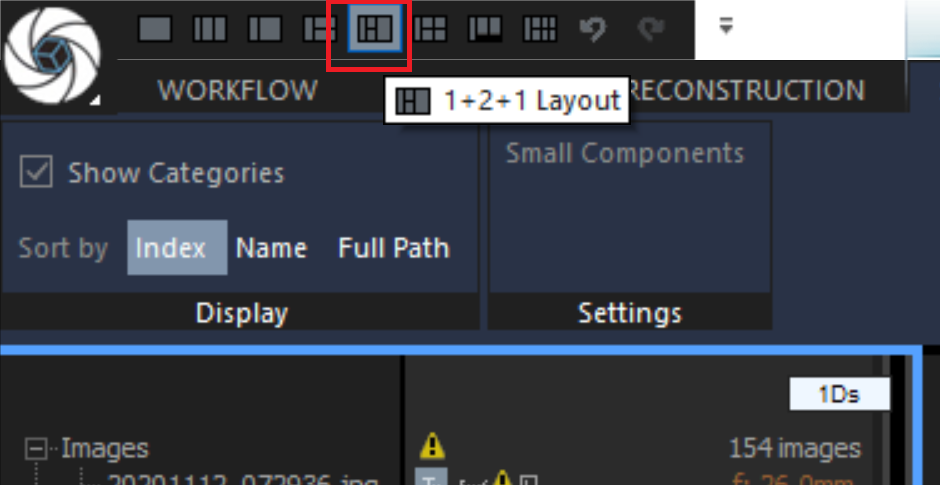 WORKFLOW
1+2+1 Layout
RECONSTRUCTION
Small Components
Show Categories
Sort by Index Name Full Path
Display
Settings
1Ds
Images
154 images
20201112_072936.jpg
f: 26.0mm